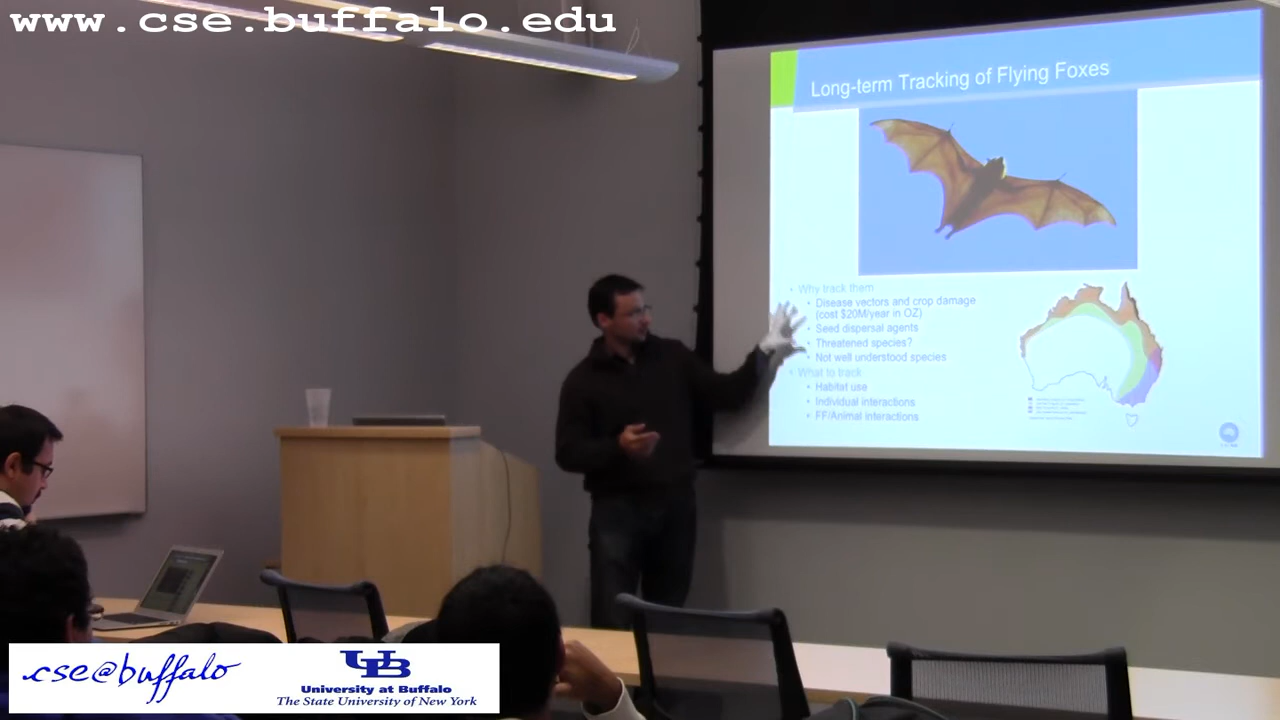 www.cse.buffalo.edu
Long-term Tracking of Flying Foxes
• Why track them
• Disease vectors and crop damage
(cost $20M/year in OZ)
• Seed dispersal agents
• Threatened species?
• Not well understood species
• What to track
• Habitat use
• Individual interactions
• FF/Animal interactions
cse@buffalo
UB
University at Buffalo
The State University of New York